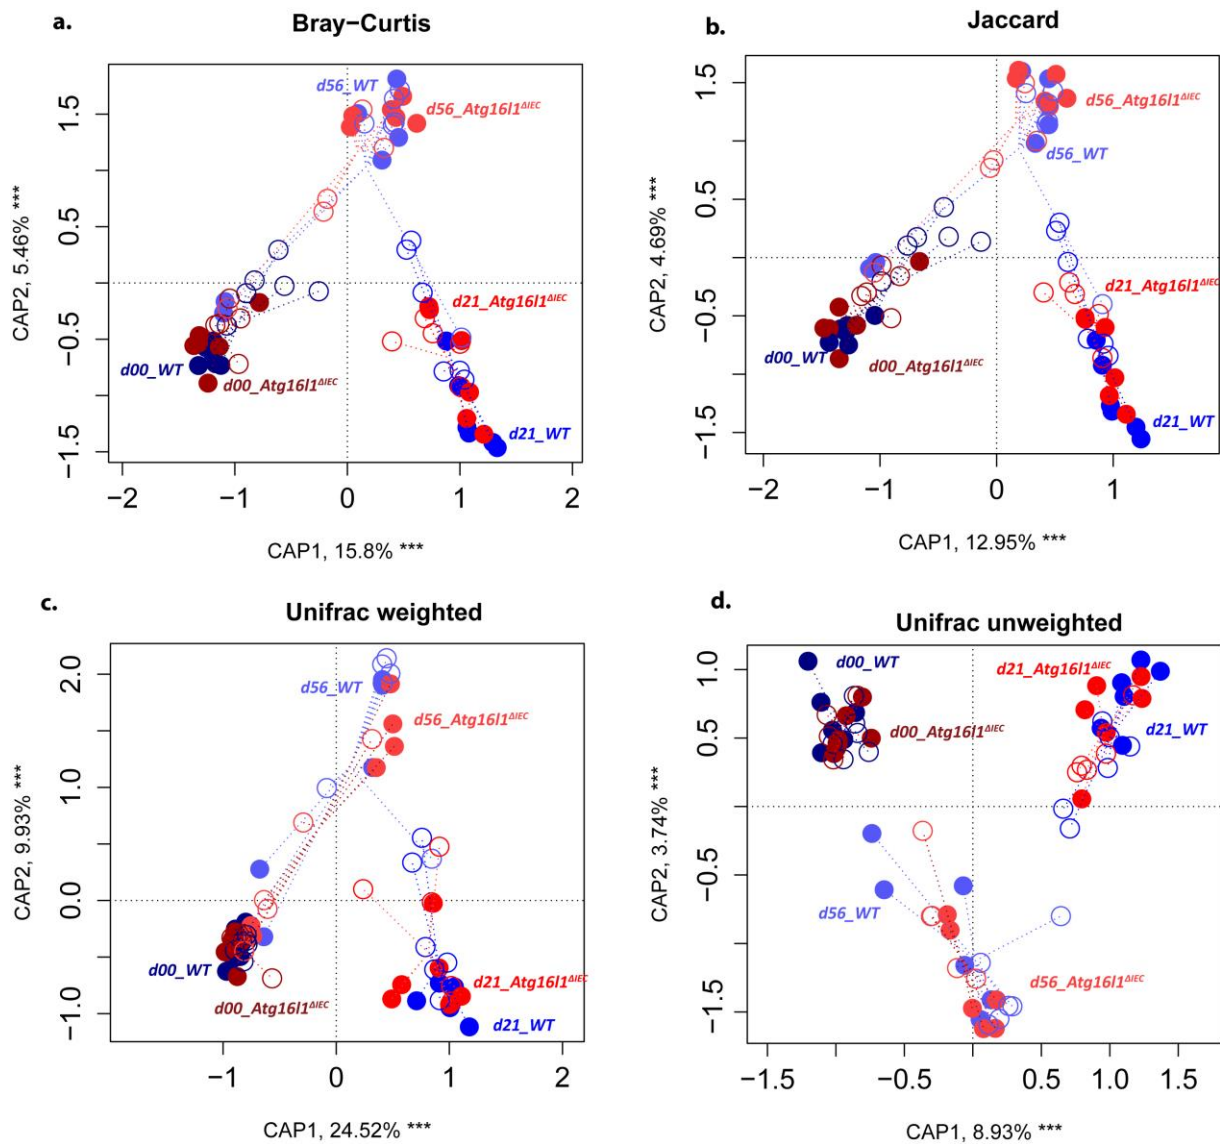 a.
Bray−Curtis
CAP2, 5.46% ***
1.5
0.5
−0.5
−1.5
d56_WT
d56_Atg16l1ΔIEC
d21_Atg16l1ΔIEC
d00_WT
d00_Atg16l1ΔIEC
d21_WT
−2
−1
0
1
2
CAP1, 15.8% ***
b.
Jaccard
CAP2, 4.69% ***
1.5
0.5
−0.5
−1.5
d56_Atg16l1ΔIEC
d56_WT
d21_Atg16l1ΔIEC
d00_WT
d00_Atg16l1ΔIEC
d21_WT
−2
−1
0
1
CAP1, 12.95% ***
c.
Unifrac weighted
CAP2, 9.93% ***
2.0
1.0
0.0
−1.0
d56_WT
d56_Atg16l1ΔIEC
d00_WT
d00_Atg16l1ΔIEC
d21_Atg16l1ΔIEC
d21_WT
−1
0
1
2
CAP1, 24.52% ***
d.
Unifrac unweighted
CAP2, 3.74% ***
1.0
0.5
−0.5
−1.5
d00_WT
d21_Atg16l1ΔIEC
d00_Atg16l1ΔIEC
d21_WT
d56_WT
d56_Atg16l1ΔIEC
−1.5
−0.5
0.5
1.0
1.5
CAP1, 8.93% ***